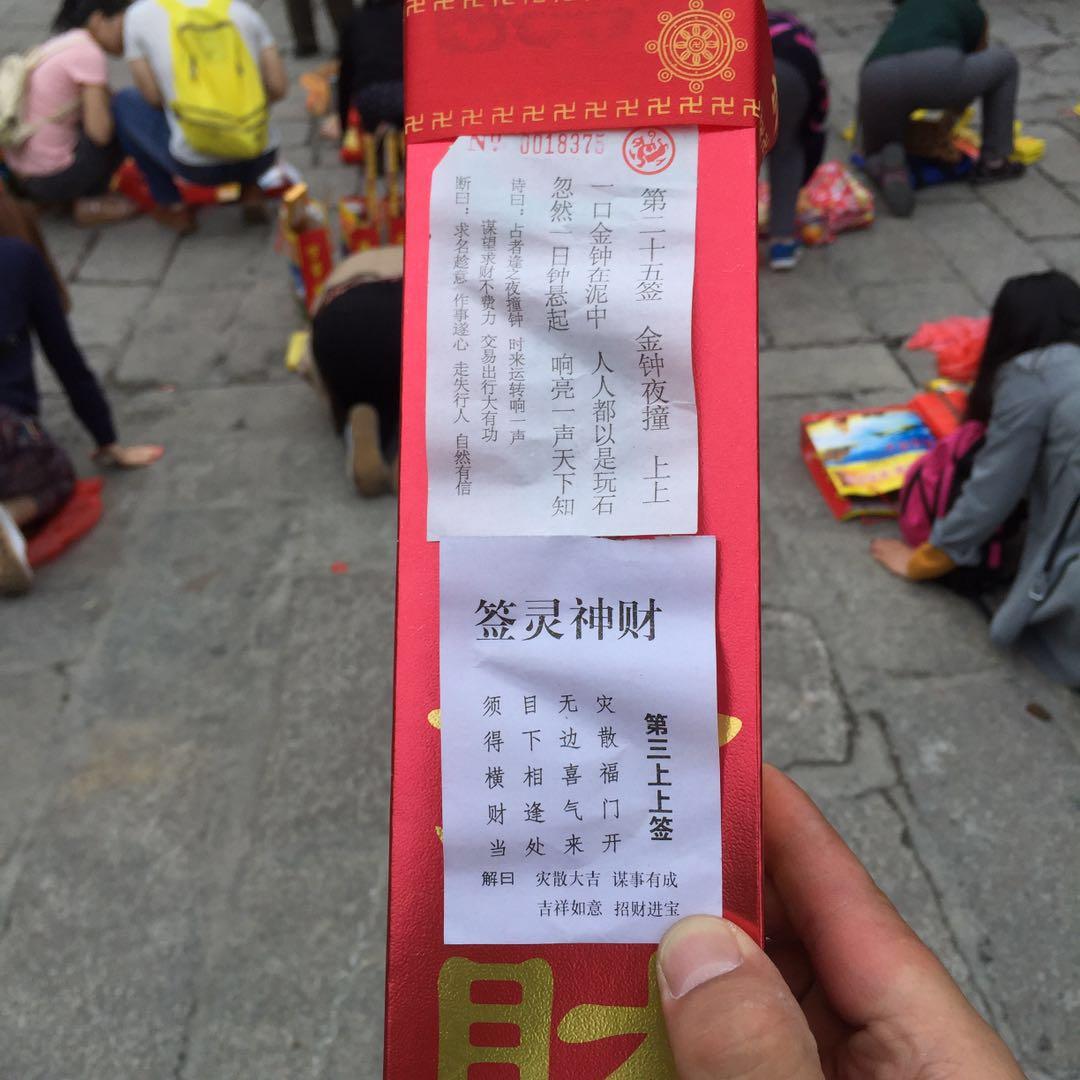 第二十五签 金钟夜撞 上上
一口金钟在泥中 人人都以是玩石
忽然一日钟悬起 响亮一声天下知
诗曰：占者逢之夜撞钟 时来运转响一声
谋望求财不费力 交易出行大有功
断曰：求名趁意 作事遂心 走失行人 自然有信
财神灵签
第三上上签
灾散福门开
无边喜气来
目下相逢处
须得横财当
解曰 灾散大吉 谋事有成
吉祥如意 招财进宝